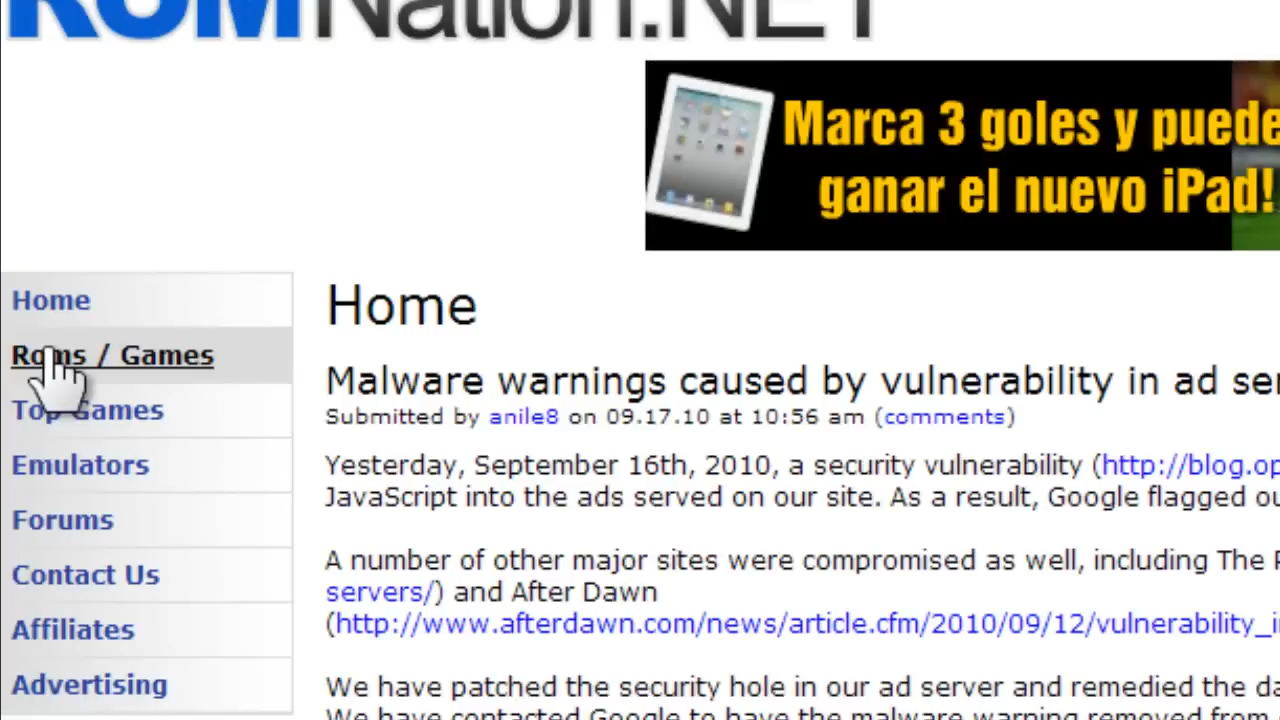 ROMNation.NET
Marca 3 goles y puede
ganar el nuevo iPad!
Home
Roms / Games
Top Games
Emulators
Forums
Contact Us
Affiliates
Advertising
Home
Malware warnings caused by vulnerability in ad
Submitted by anile8 on 09.17.10 at 10:56 am (comments)
Yesterday, September 16th, 2010, a security vulnerability (http://blog.op
JavaScript into the ads served on our site. As a result, Google flagged
A number of other major sites were compromised as well, including The
servers/) and After Dawn
(http://www.afterdawn.com/news/article.cfm/2010/09/12/vulnerability_i
We have patched the security hole in our ad server and remedied the
We have contacted Google to have the malware warning removed from